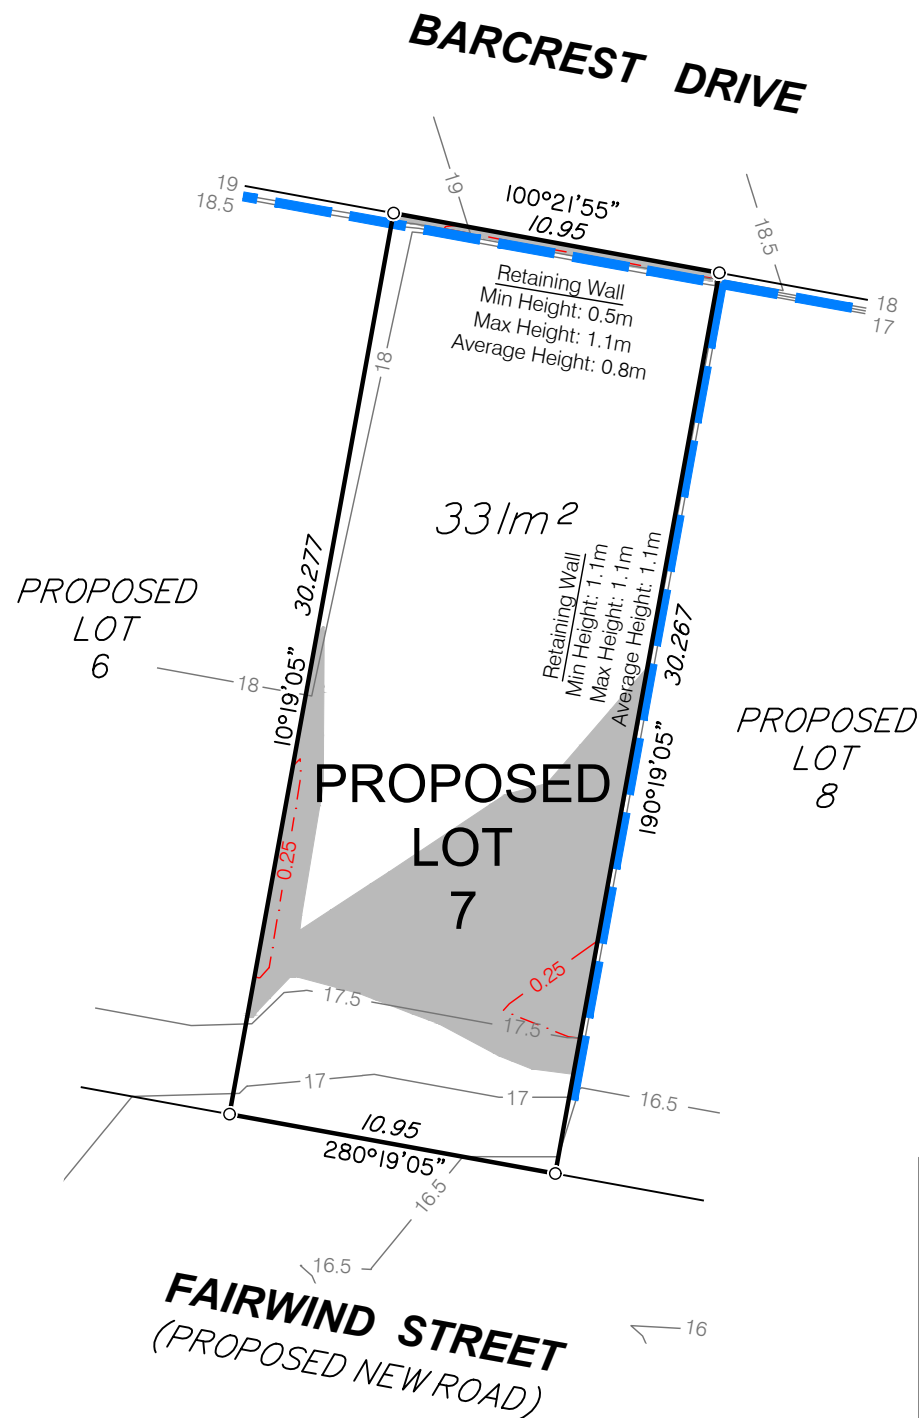 BARCREST DRIVE
19
18.5
19
100°21'55"
10.95
18.5
18
17
Retaining Wall
Min Height: 0.5m
Max Height: 1.1m
Average Height: 0.8m
18
331m²
30.277
10°19'05"
Retaining Wall
Min Height: 1.1m
Max Height: 1.1m
Average Height: 1.1m
30.267
190°19'05"
PROPOSED
LOT
6
18
PROPOSED
LOT
8
PROPOSED
LOT
7
0.25
0.25
17.5
17.5
17
17
16.5
10.95
280°19'05"
16.5
16.5
16
FAIRWIND STREET
(PROPOSED NEW ROAD)